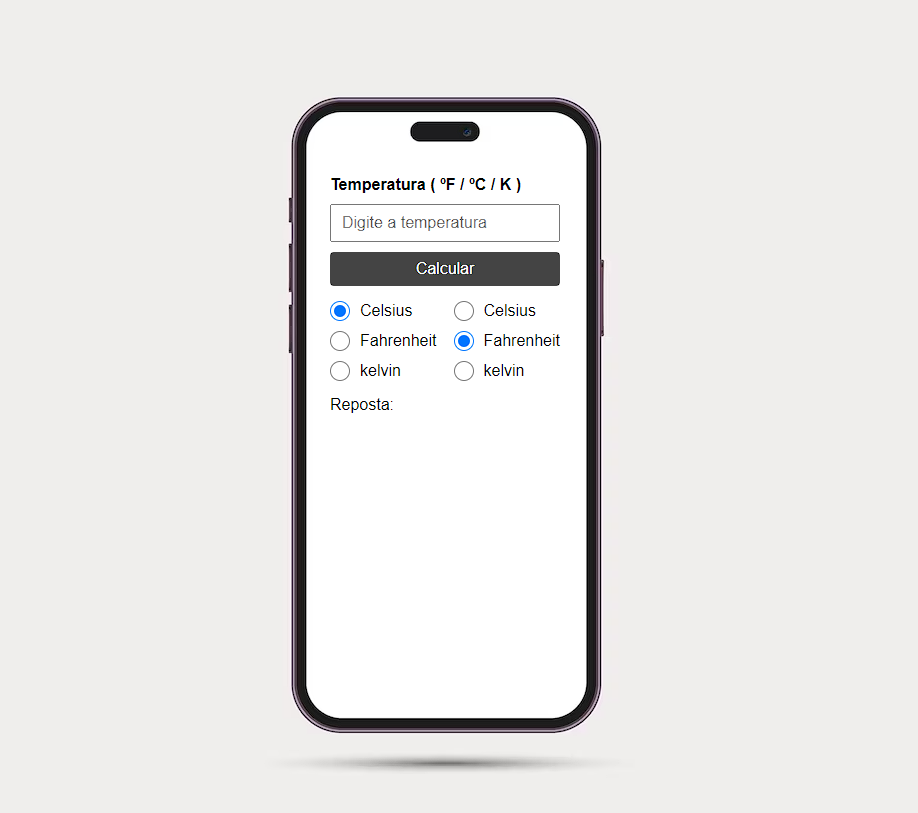 Temperatura ( ºF / ºC / K )
Digite a temperatura
Calcular
Celsius Celsius
Fahrenheit Fahrenheit
kelvin kelvin
Reposta: